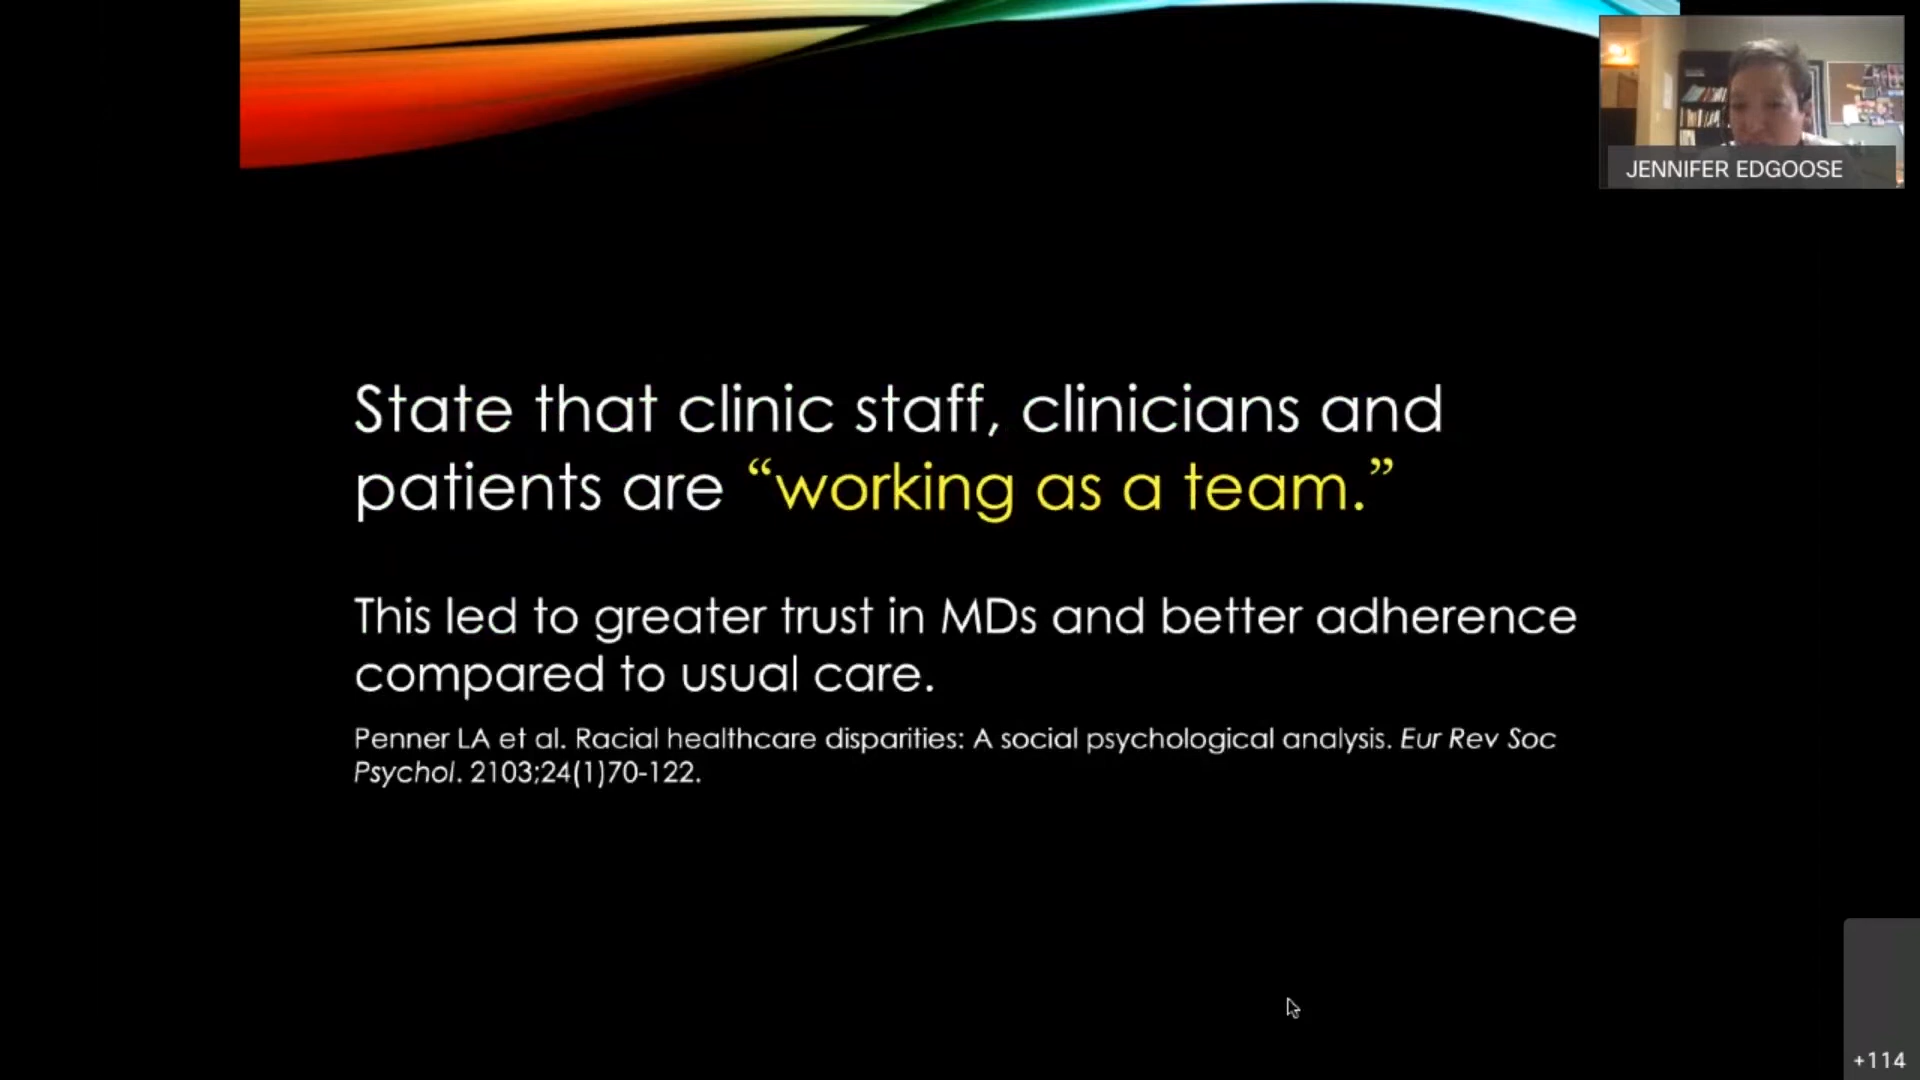 JENNIFER EDGOOSE
State that clinic staff, clinicians and
patients are “working as a team.”
This led to greater trust in MDs and better adherence
compared to usual care.
Penner LA et al. Racial healthcare disparities: A social psychological analysis. Eur Rev Soc
Psychol. 2103;24(1)70-122.
+114